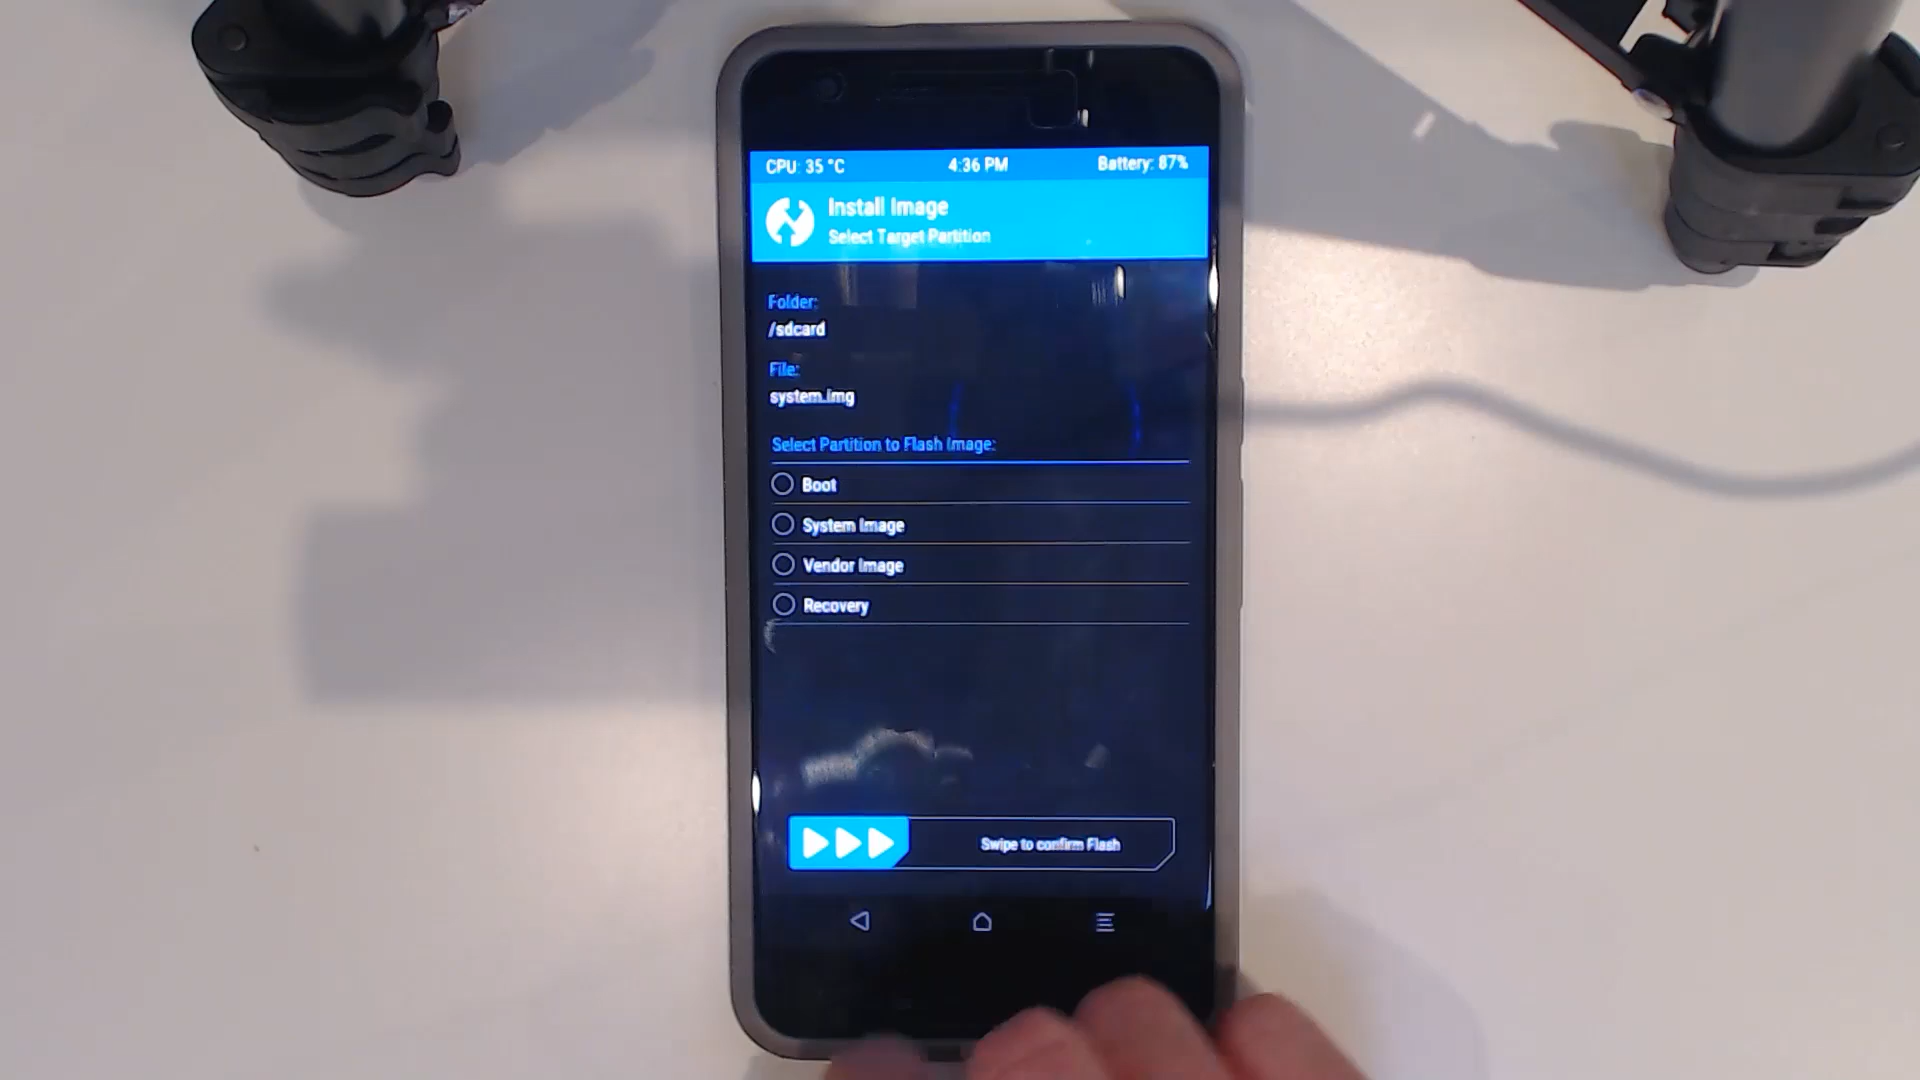 CPU: 35 °C 4:36 PM Battery: 87%
Install Image
Select Target Partition
Folder:
/sdcard
File:
system.img
Select Partition to Flash Image:
Boot
System Image
Vendor Image
Recovery
Swipe to confirm Flash